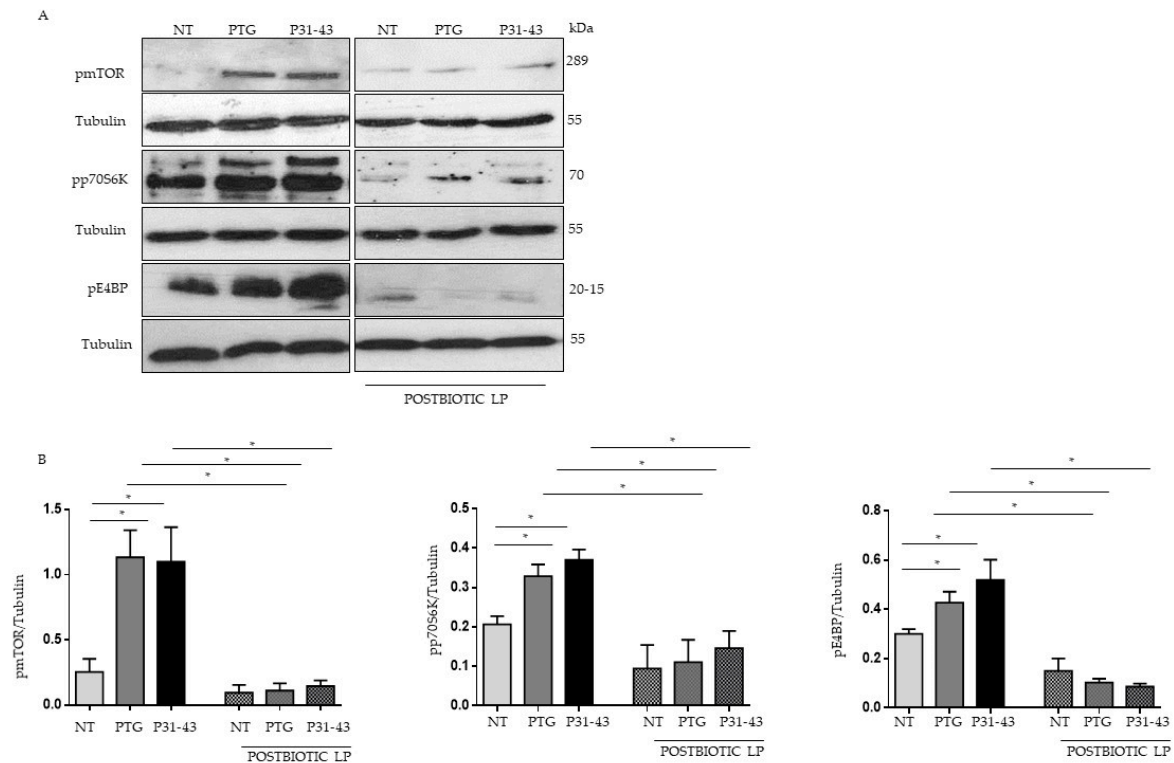 A
NT PTG P31-43 NT PTG P31-43 kDa
pmTOR 289
Tubulin 55
pp70S6K 70
Tubulin 55
pE4BP 20-15
Tubulin 55
POSTBIOTIC LP
B
* * *
* * *
* * *
* * *
* * *
pmTOR/Tubulin
1.5
1.0
0.5
0.0
NT PTG P31-43 NT PTG P31-43
POSTBIOTIC LP
pp70S6K/Tubulin
0.5
0.4
0.3
0.2
0.1
0.0
NT PTG P31-43 NT PTG P31-43
POSTBIOTIC LP
pE4BP/Tubulin
0.8
0.6
0.4
0.2
0.0
NT PTG P31-43 NT PTG P31-43
POSTBIOTIC LP